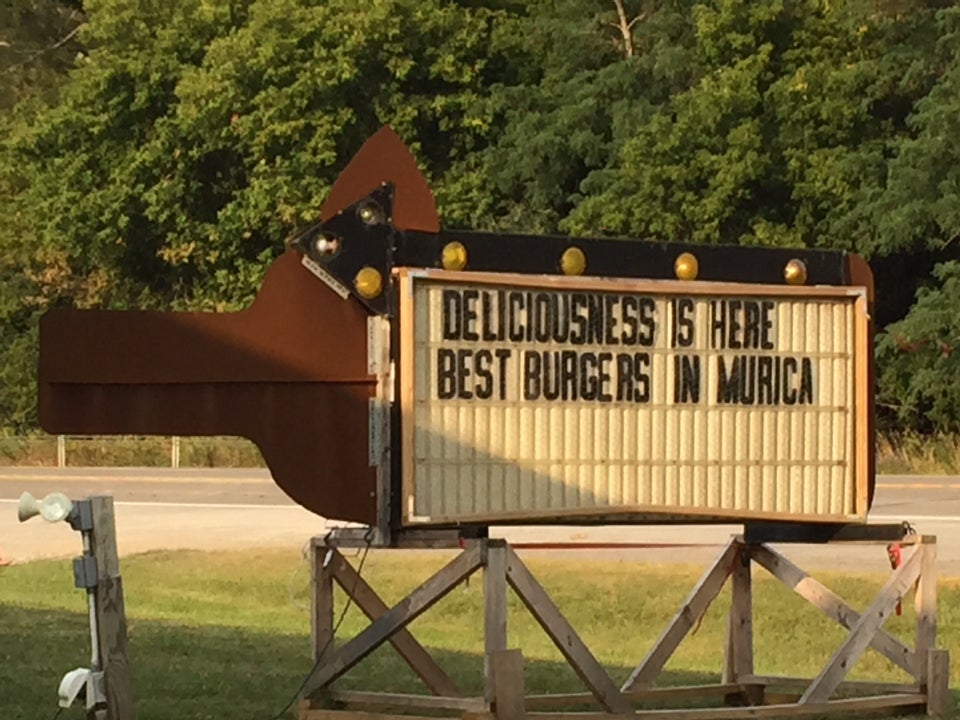 DELICIOUSNESS IS HERE
BEST BURGERS IN MURICA